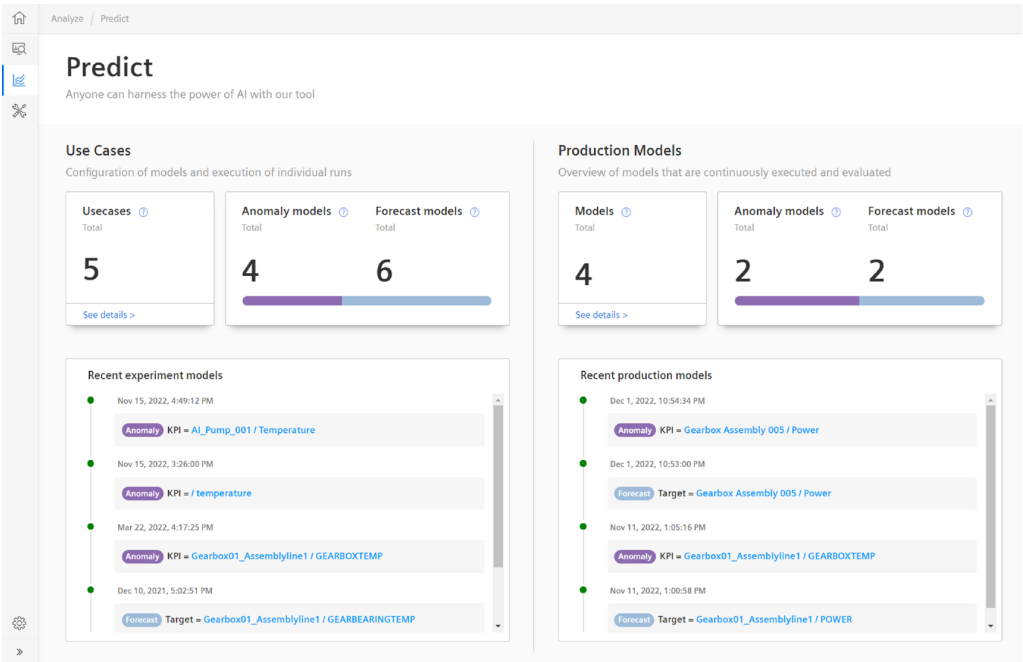 Analyze / Predict
Predict
Anyone can harness the power of AI with our tool
Use Cases
Configuration of models and execution of individual runs
Usecases ?
Total
5
See details >
Anomaly models ? Forecast models ?
Total Total
4 6
Recent experiment models
Nov 15, 2022, 4:49:12 PM
Anomaly KPI = AI_Pump_001 / Temperature
Nov 15, 2022, 3:26:00 PM
Anomaly KPI = / temperature
Mar 22, 2022, 4:17:25 PM
Anomaly KPI = Gearbox01_Assemblyline1 / GEARBOXTEMP
Dec 10, 2021, 5:02:51 PM
Forecast Target = Gearbox01_Assemblyline1 / GEARBEARINGTEMP
Production Models
Overview of models that are continuously executed and evaluated
Models ?
Total
4
See details >
Anomaly models ? Forecast models ?
Total Total
2 2
Recent production models
Dec 1, 2022, 10:54:34 PM
Anomaly KPI = Gearbox Assembly 005 / Power
Dec 1, 2022, 10:53:00 PM
Forecast Target = Gearbox Assembly 005 / Power
Nov 11, 2022, 1:05:16 PM
Anomaly KPI = Gearbox01_Assemblyline1 / GEARBOXTEMP
Nov 11, 2022, 1:00:58 PM
Forecast Target = Gearbox01_Assemblyline1 / POWER